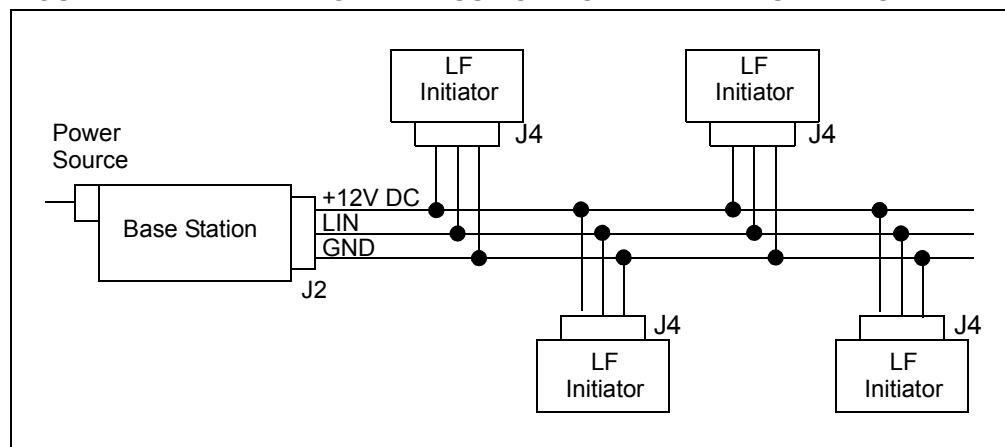 LF
Initiator
J4
LF
Initiator
J4
Power
Source
Base Station
+12V DC
LIN
GND
J2
J4
LF
Initiator
J4
LF
Initiator